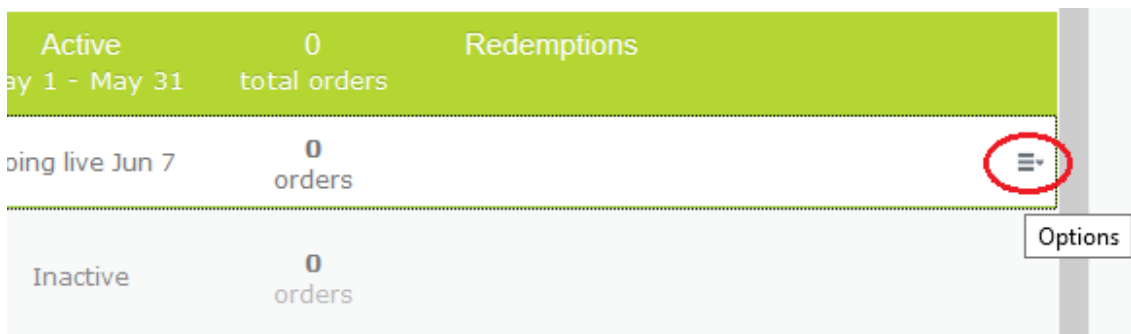 Active
0
Redemptions
ay 1 - May 31
total orders
oing live Jun 7
0
orders
Options
Inactive
0
orders